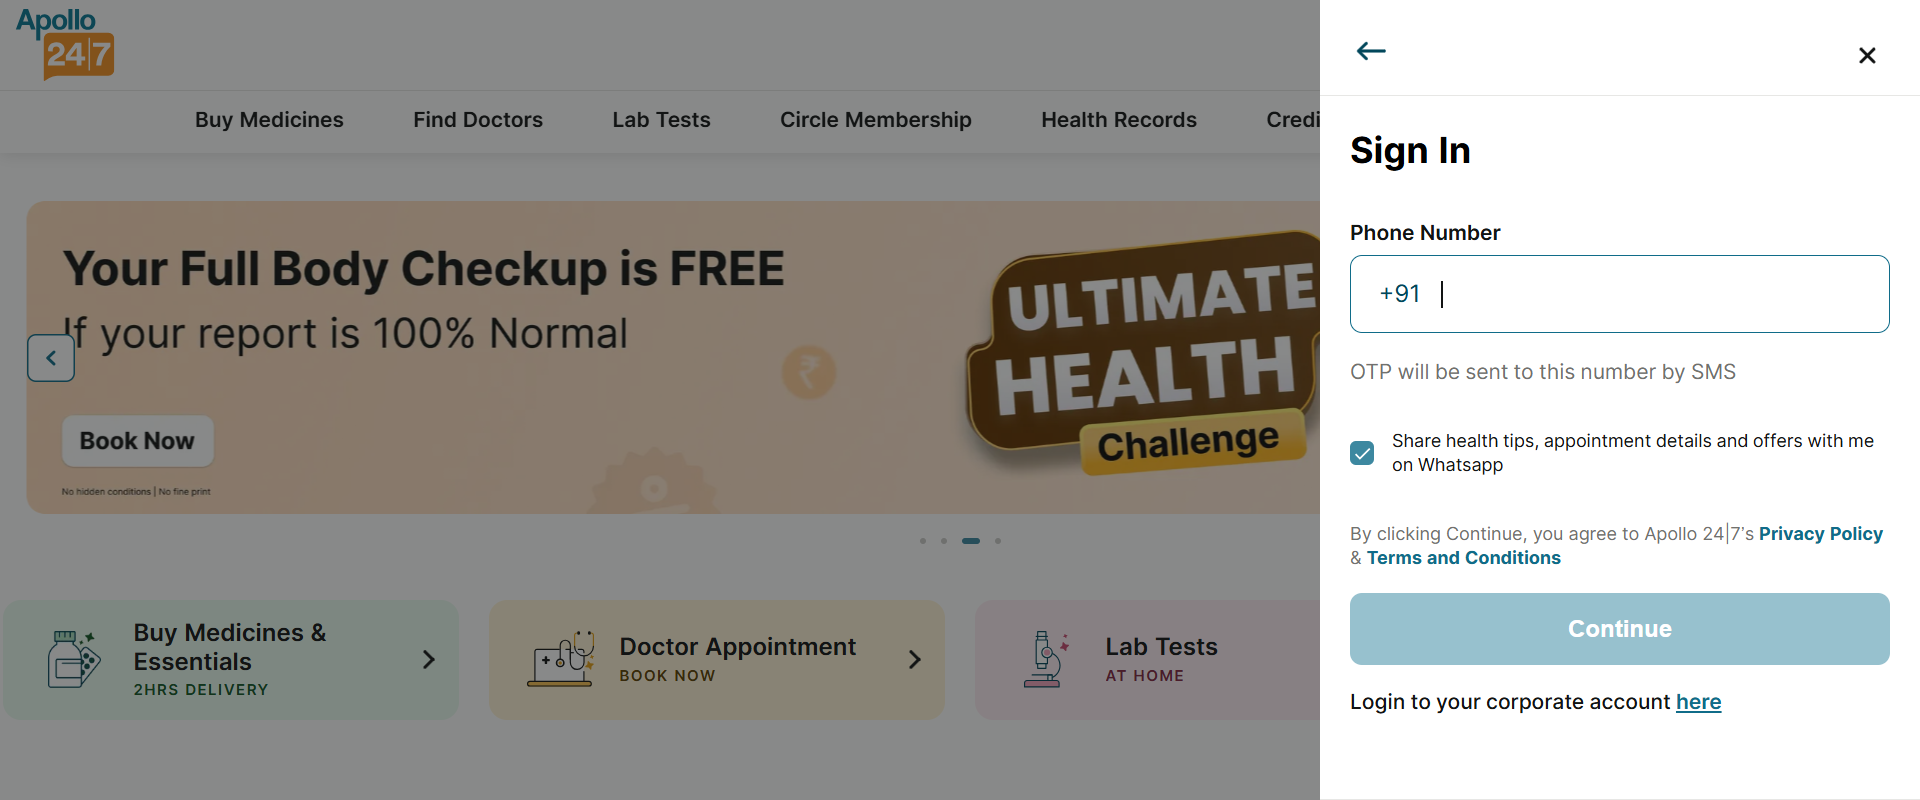 Apollo
24|7
Buy Medicines
Find Doctors
Lab Tests
Circle Membership
Health Records
Credi
Your Full Body Checkup is FREE
If your report is 100% Normal
Book Now
No hidden conditions | No fine print
ULTIMATE
HEALTH
Challenge
Buy Medicines &
Essentials
2HRS DELIVERY
Doctor Appointment
BOOK NOW
Lab Tests
AT HOME
Sign In
Phone Number
+91
OTP will be sent to this number by SMS
Share health tips, appointment details and offers with me
on Whatsapp
By clicking Continue, you agree to Apollo 24|7's Privacy Policy
& Terms and Conditions
Continue
Login to your corporate account here